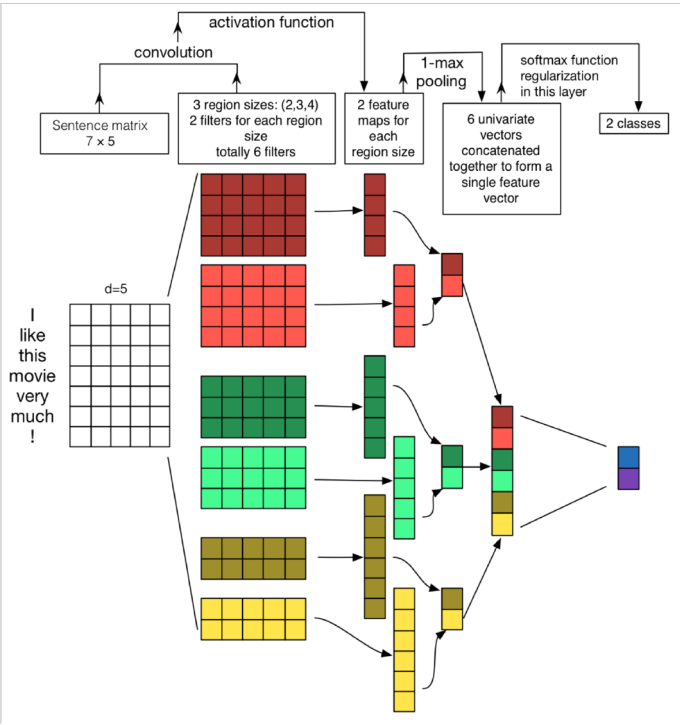 activation function
convolution
1-max
pooling
softmax function
regularization
in this layer
Sentence matrix
7 × 5
3 region sizes: (2,3,4)
2 filters for each region
size
totally 6 filters
2 feature
maps for
each
region size
6 univariate
vectors
concatenated
together to form a
single feature
vector
2 classes
d=5
I
like
this
movie
very
much
!